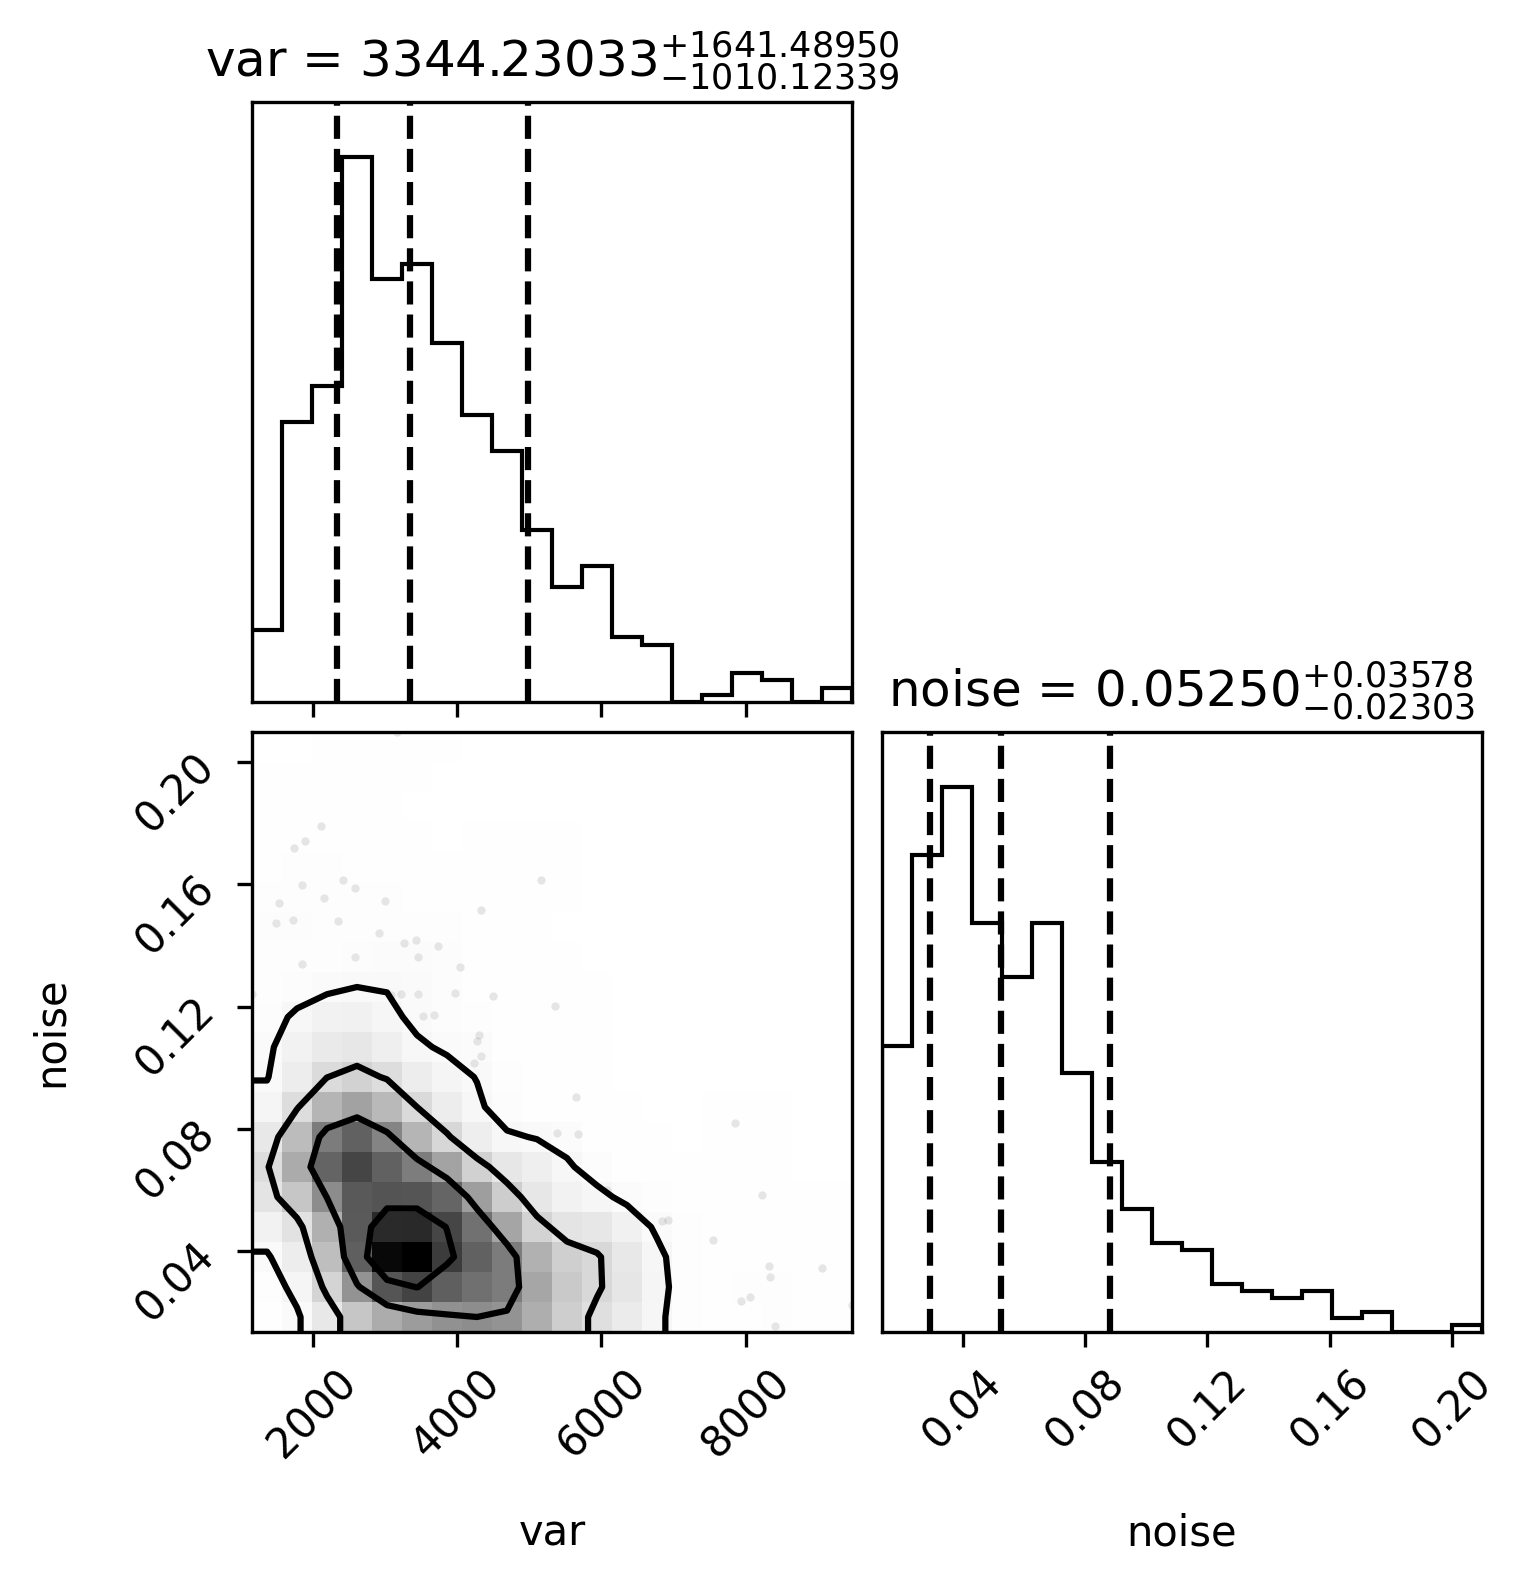 var = 3344.23033+1641.48950−1010.12339
noise = 0.05250+0.03578−0.02303
0.20
0.16
0.12
0.08
0.04
noise
2000 4000 6000 8000
var
0.04 0.08 0.12 0.16 0.20
noise